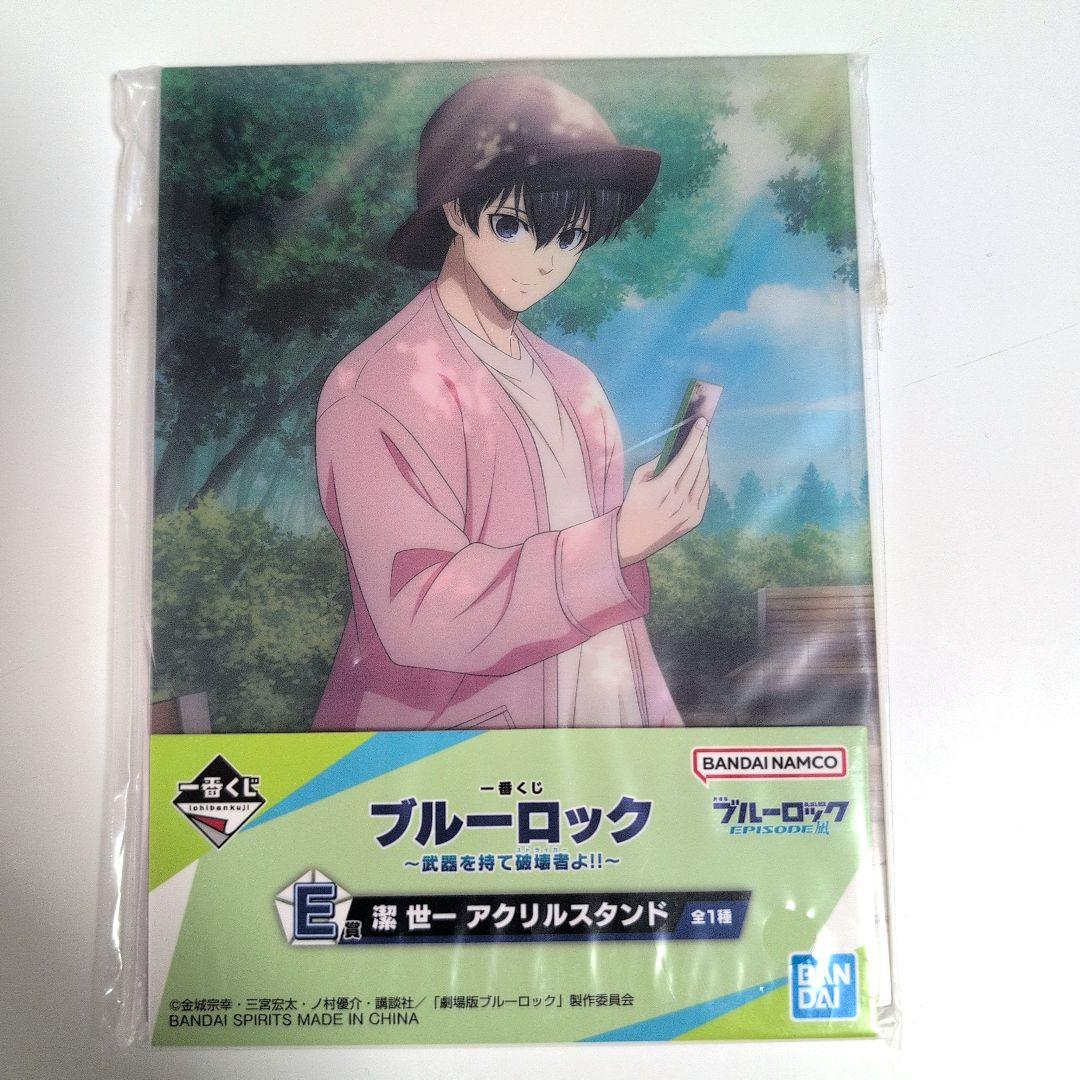 一番くじ
ichibankuji
一番くじ
ブルーロック
ストライカー
~武器を持て破壊者よ!!~
BANDAI NAMCO
劇場版
ブルーロック
EPISODE凪
E賞
潔 世一 アクリルスタンド
全1種
BAN
DAI
©金城宗幸・三宮宏太・ノ村優介・講談社/「劇場版ブルーロック」製作委員会
BANDAI SPIRITS MADE IN CHINA